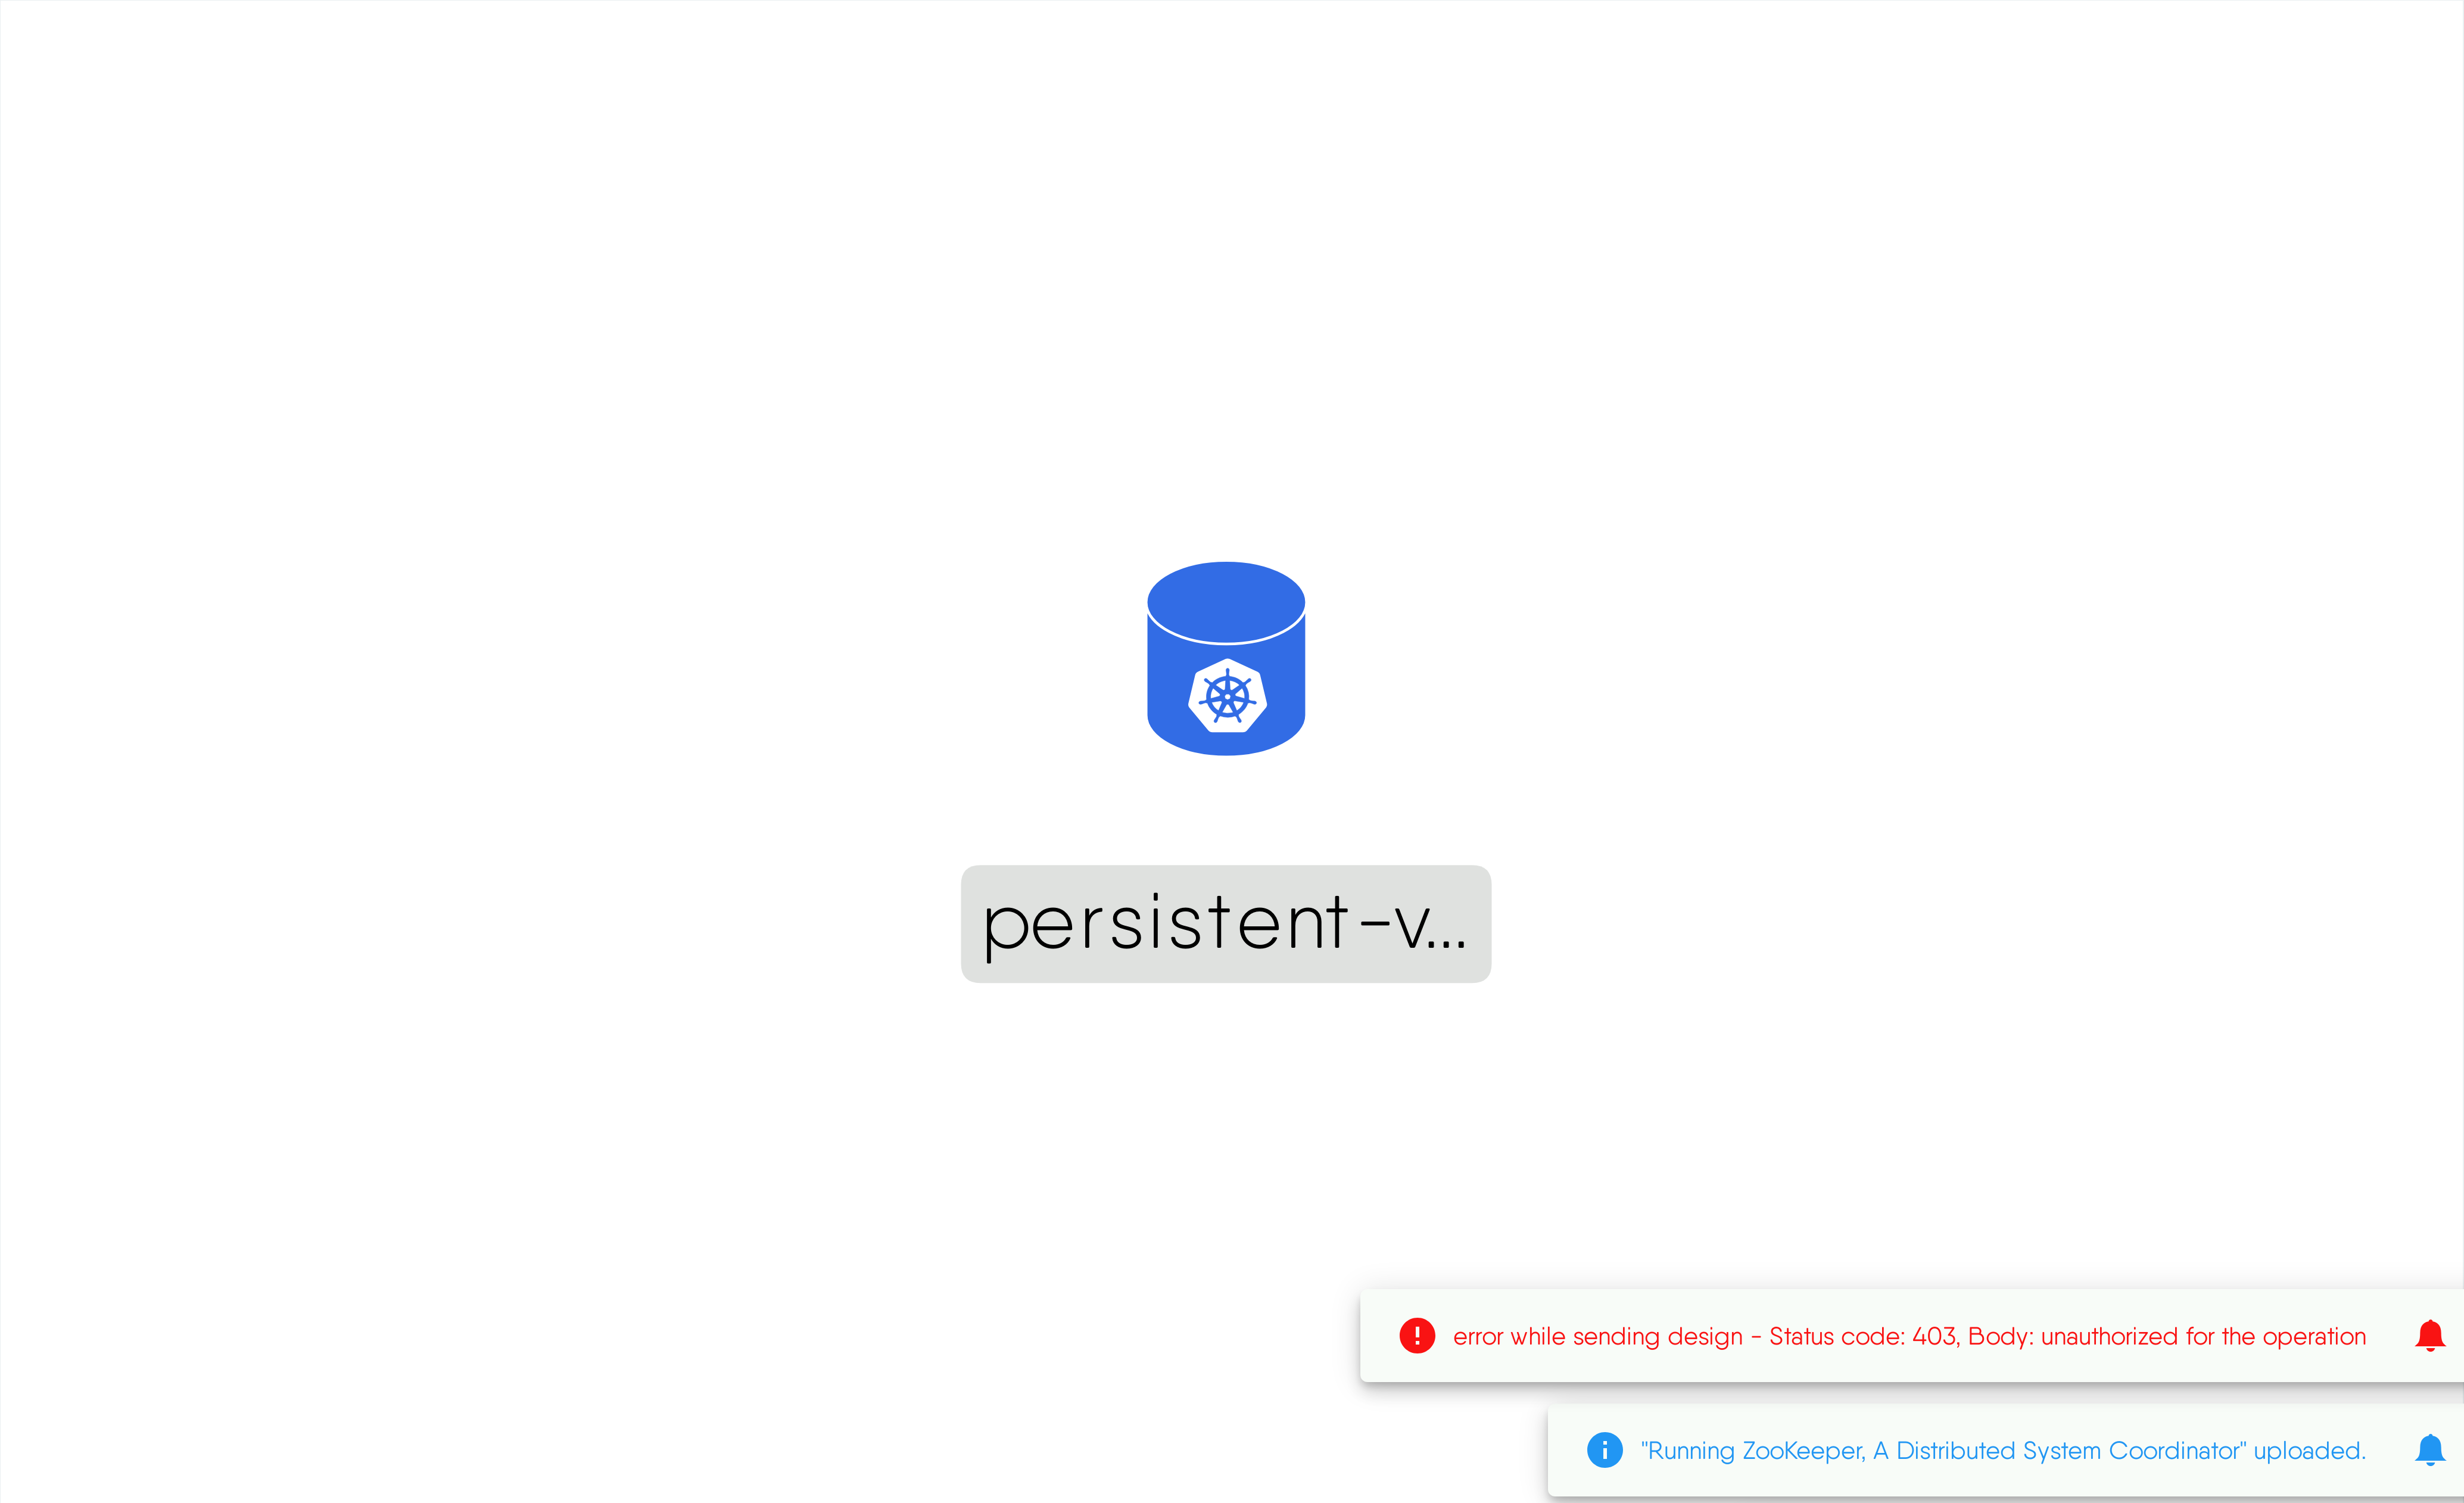 persistent-v...
error while sending design - Status code: 403, Body: unauthorized for the operation
"Running ZooKeeper, A Distributed System Coordinator" uploaded.